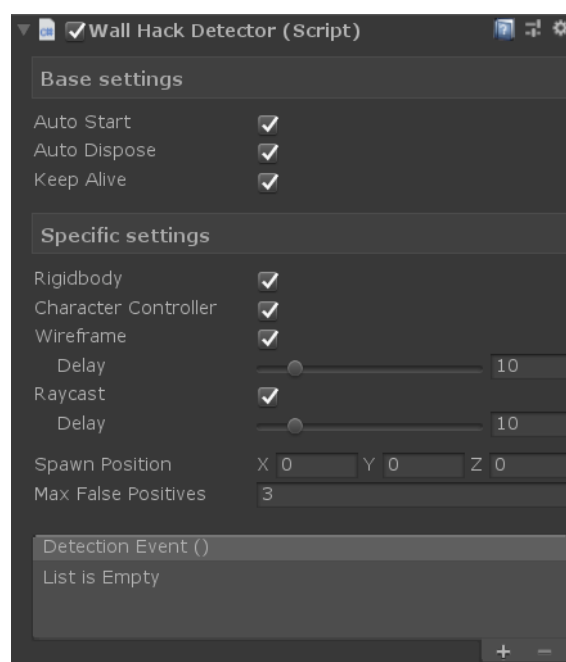 Wall Hack Detector (Script)
Base settings
Auto Start
Auto Dispose
Keep Alive
Specific settings
Rigidbody
Character Controller
Wireframe
Delay 10
Raycast
Delay 10
Spawn Position X 0 Y 0 Z 0
Max False Positives 3
Detection Event ()
List is Empty